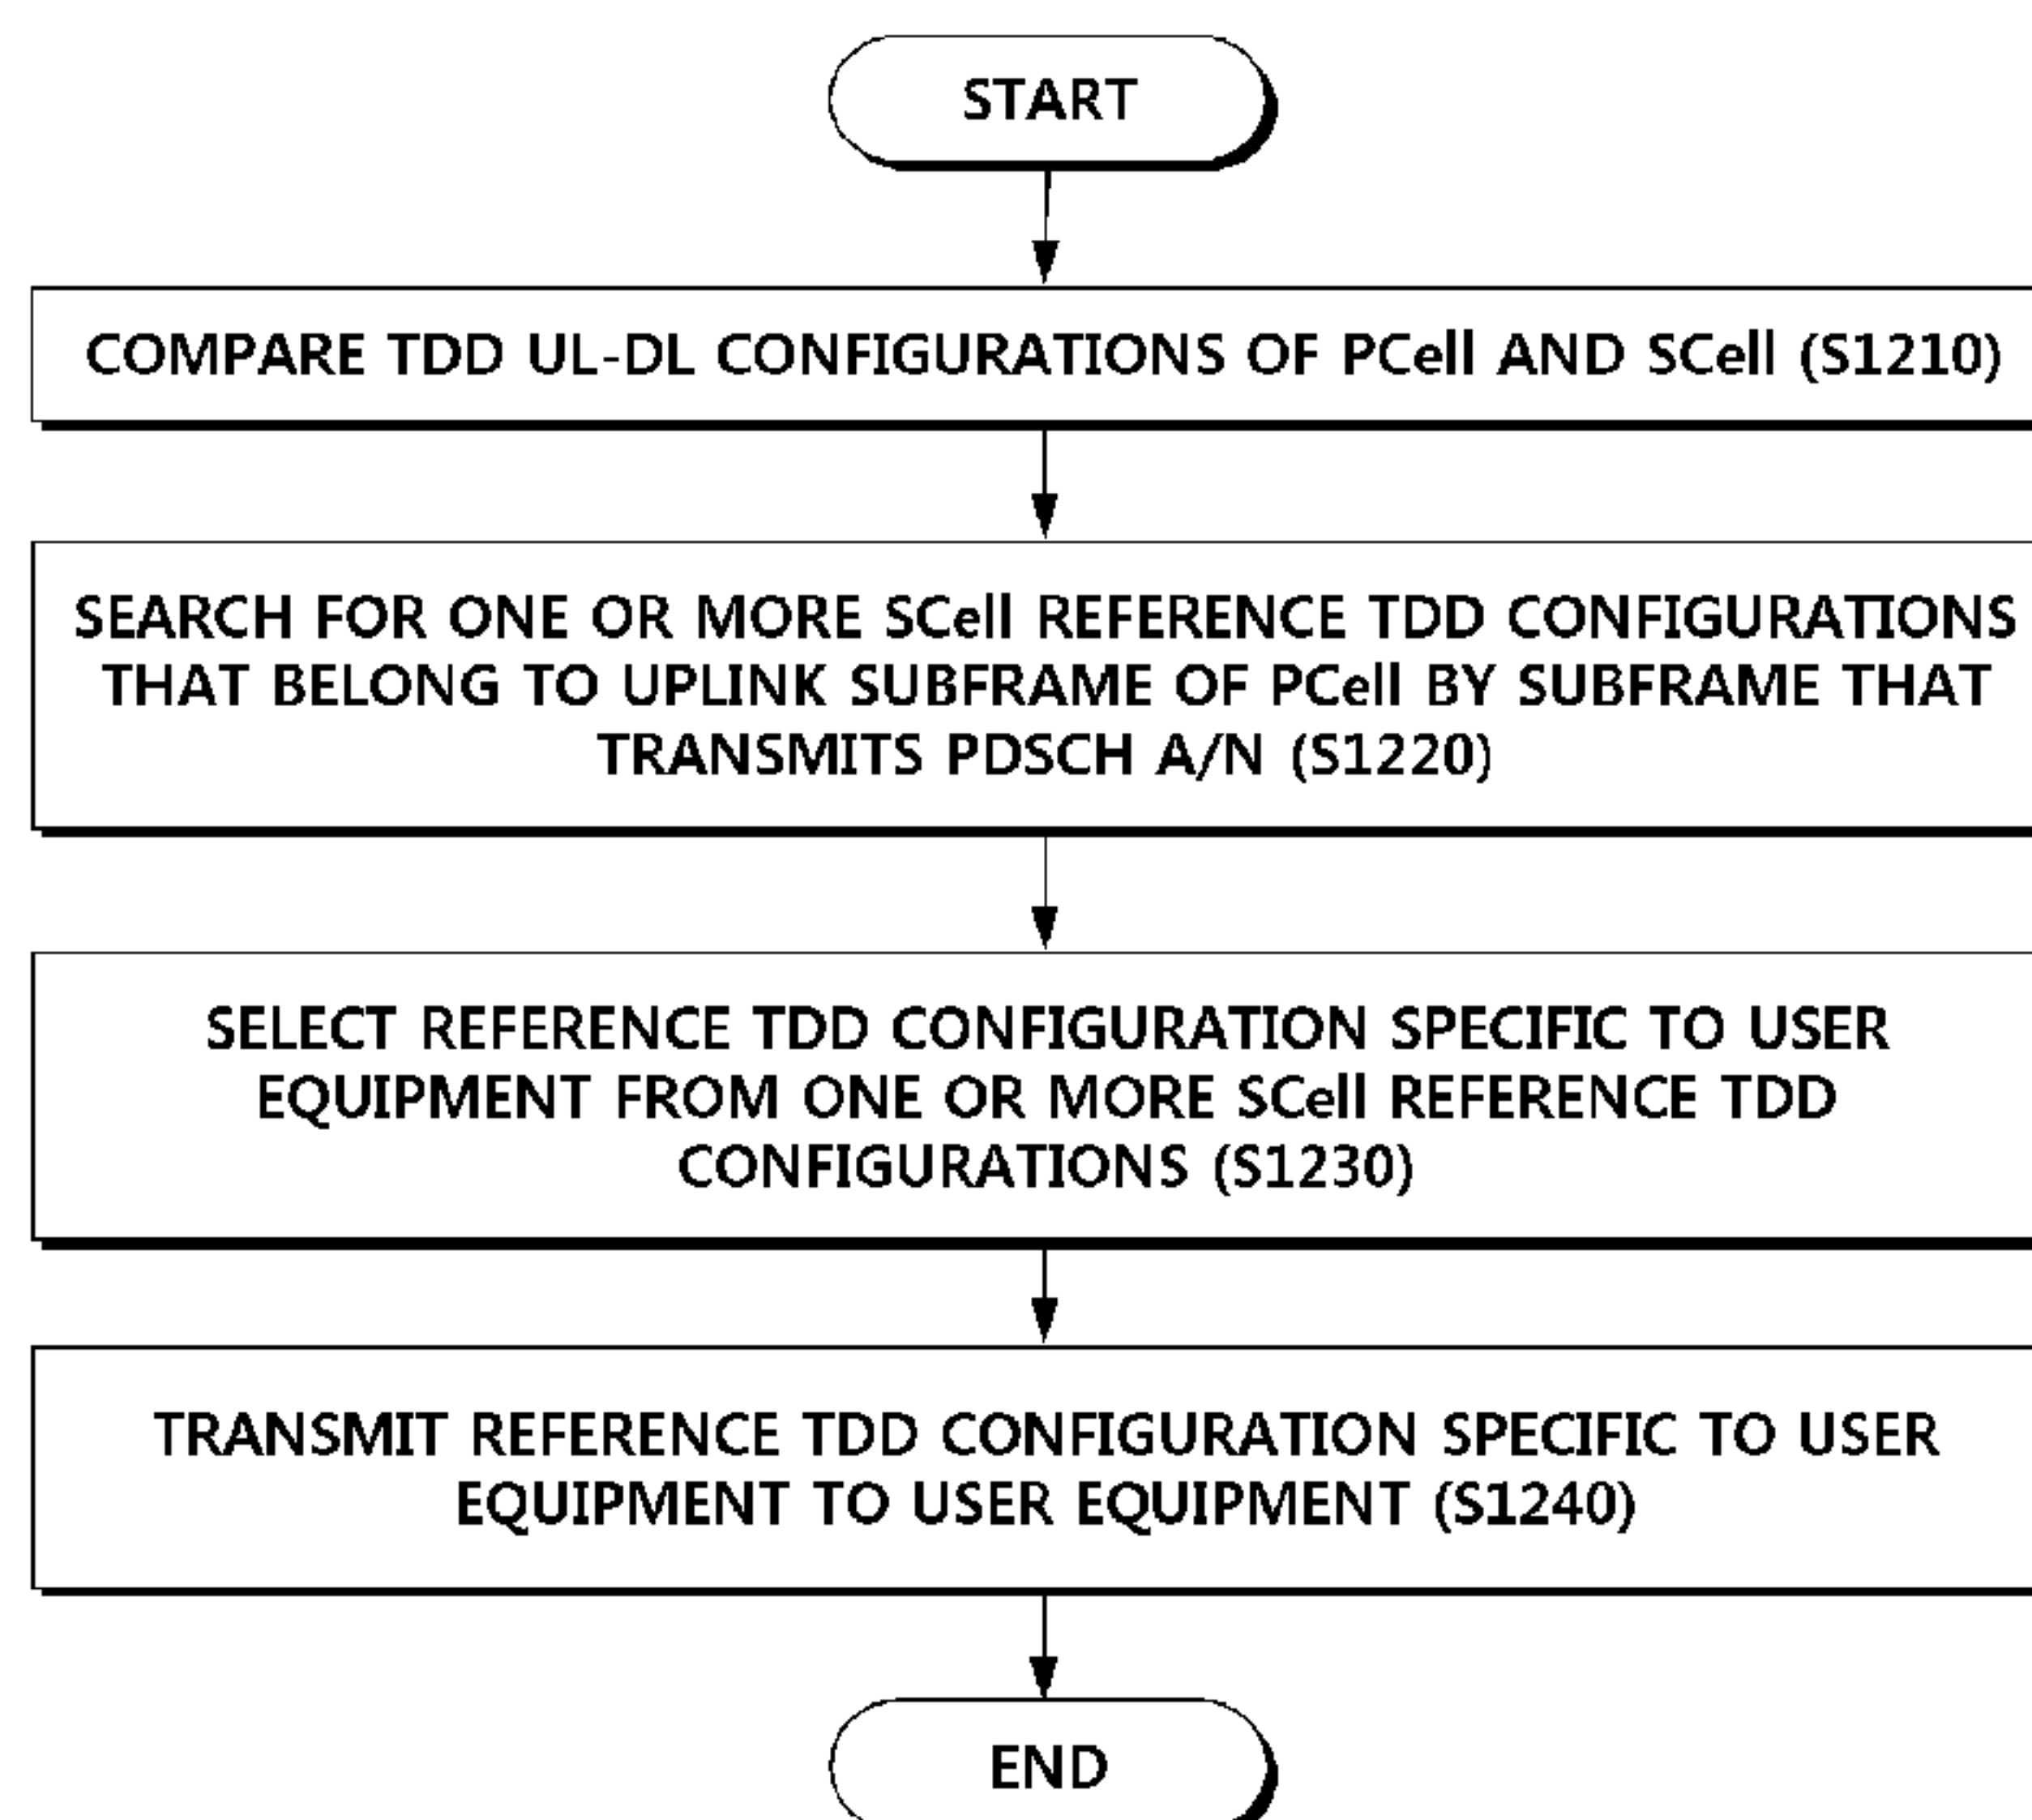 START
COMPARE TDD UL-DL CONFIGURATIONS OF PCell AND SCell (S1210)
SEARCH FOR ONE OR MORE SCell REFERENCE TDD CONFIGURATIONS
THAT BELONG TO UPLINK SUBFRAME OF PCell BY SUBFRAME THAT
TRANSMITS PDSCH A/N (S1220)
SELECT REFERENCE TDD CONFIGURATION SPECIFIC TO USER
EQUIPMENT FROM ONE OR MORE SCell REFERENCE TDD
CONFIGURATIONS (S1230)
TRANSMIT REFERENCE TDD CONFIGURATION SPECIFIC TO USER
EQUIPMENT TO USER EQUIPMENT (S1240)
END